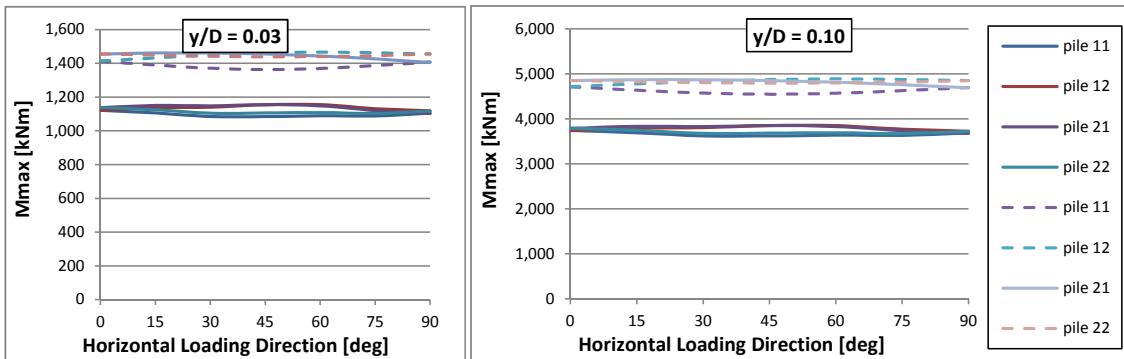 y/D = 0.03
Mmax [kNm]
1,600
1,400
1,200
1,000
800
600
400
200
0
0 15 30 45 60 75 90
Horizontal Loading Direction [deg]
y/D = 0.10
Mmax [kNm]
6,000
5,000
4,000
3,000
2,000
1,000
0
0 15 30 45 60 75 90
Horizontal Loading Direction [deg]
pile 11
pile 12
pile 21
pile 22
pile 11
pile 12
pile 21
pile 22